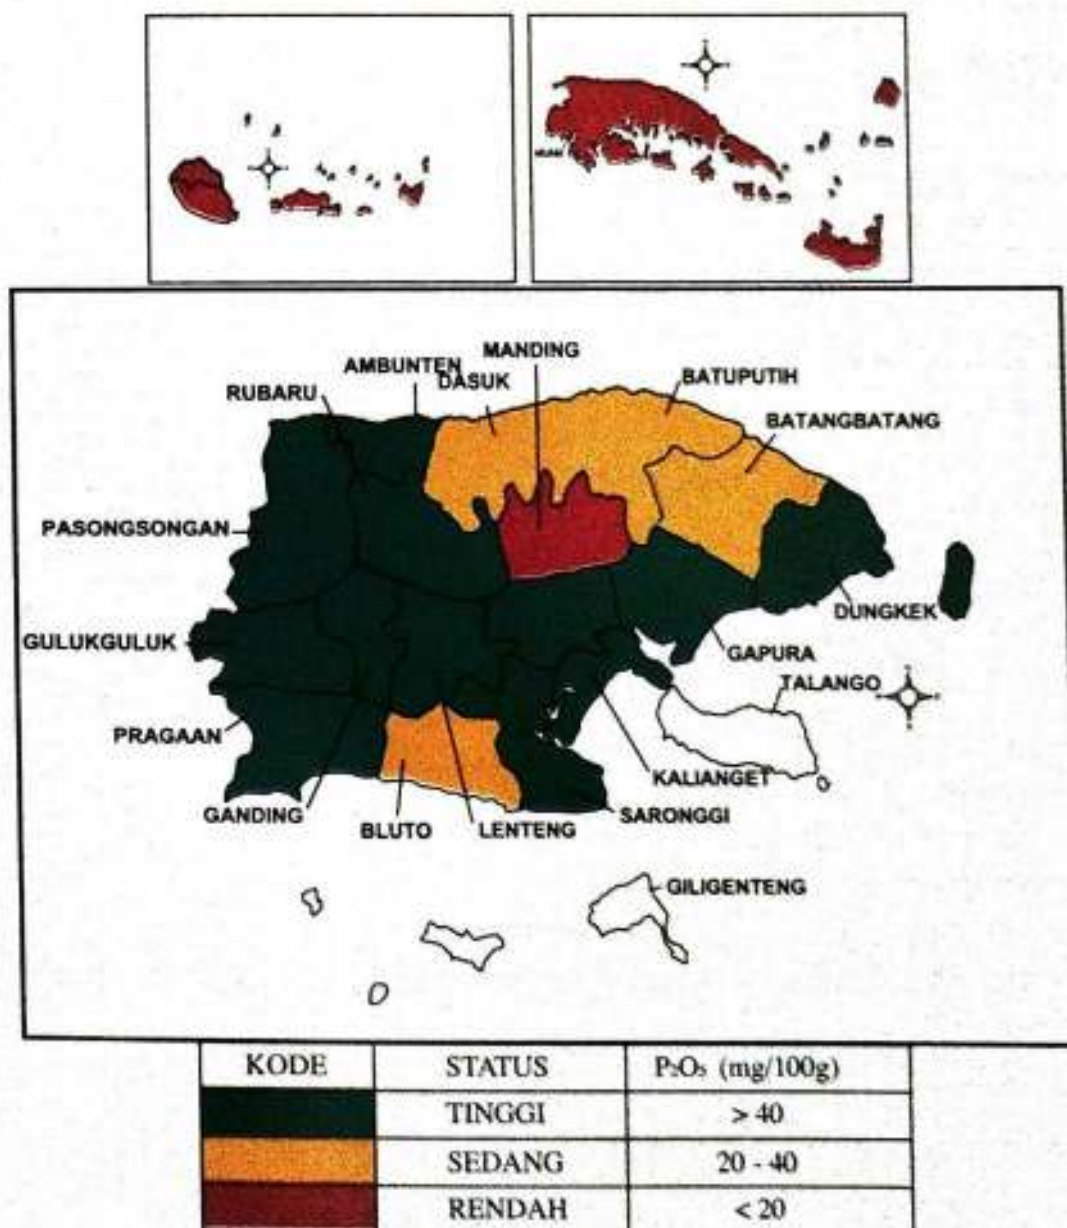 MANDING
AMBUNTEN
DASUK
BATUPUTIH
RUBARU
BATANGBATANG
PASONGSONGAN
DUNGKEK
GULUKGULUK
GAPURA
TALANGO
PRAGAAN
KALIANGET
GANDING
SARONGGI
BLUTO
LENTENG
GILIGENTENG
KODE STATUS P₂O₅ (mg/100g)
TINGGI > 40
SEDANG 20 - 40
RENDAH < 20